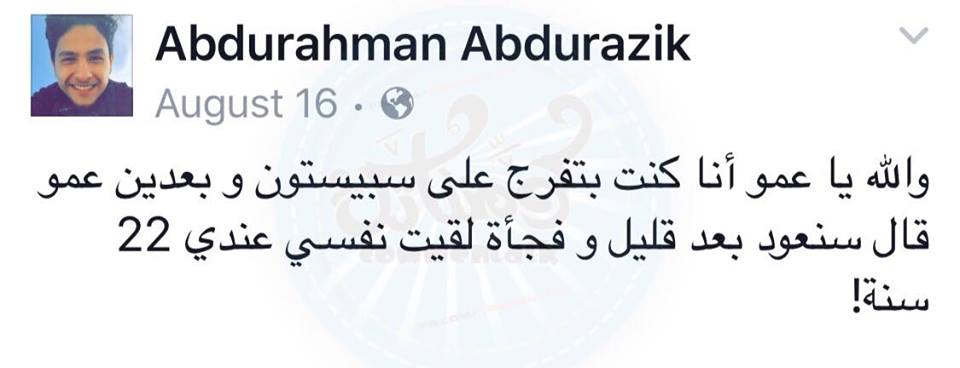 Abdurahman Abdurazik
August 16 ·
والله يا عمو أنا كنت بتفرج على سبيستون و بعدين عمو
قال سنعود بعد قليل و فجأة لقيت نفسي عندي 22
سنة!